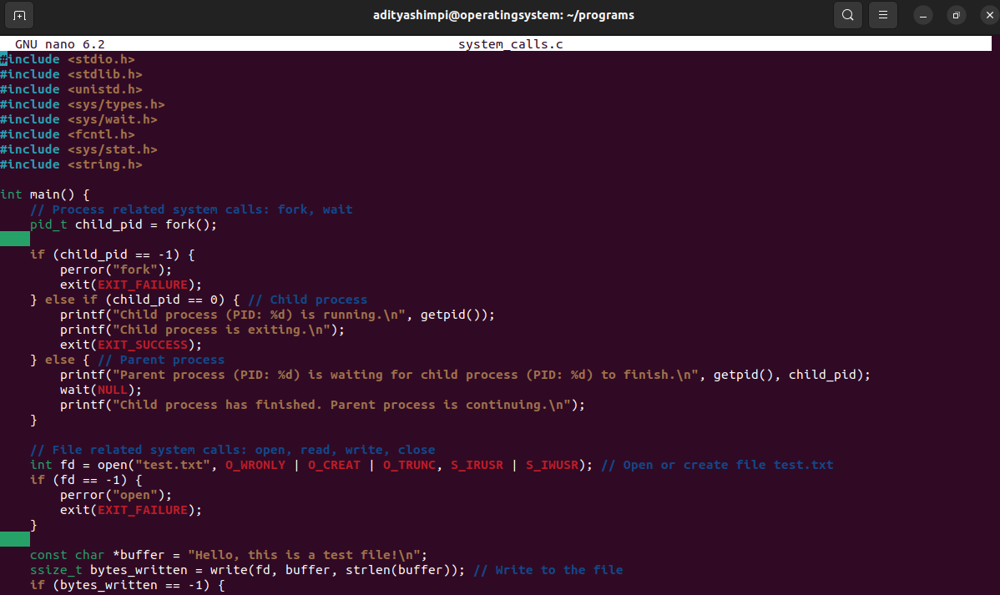 adityashimpi@operatingsystem: ~/programs
GNU nano 6.2 system_calls.c
#include <stdio.h>
#include <stdlib.h>
#include <unistd.h>
#include <sys/types.h>
#include <sys/wait.h>
#include <fcntl.h>
#include <sys/stat.h>
#include <string.h>
int main() {
    // Process related system calls: fork, wait
    pid_t child_pid = fork();
    if (child_pid == -1) {
        perror("fork");
        exit(EXIT_FAILURE);
    } else if (child_pid == 0) { // Child process
        printf("Child process (PID: %d) is running.\n", getpid());
        printf("Child process is exiting.\n");
        exit(EXIT_SUCCESS);
    } else { // Parent process
        printf("Parent process (PID: %d) is waiting for child process (PID: %d) to finish.\n", getpid(), child_pid);
        wait(NULL);
        printf("Child process has finished. Parent process is continuing.\n");
    }
    // File related system calls: open, read, write, close
    int fd = open("test.txt", O_WRONLY | O_CREAT | O_TRUNC, S_IRUSR | S_IWUSR); // Open or create file test.txt
    if (fd == -1) {
        perror("open");
        exit(EXIT_FAILURE);
    }
    const char *buffer = "Hello, this is a test file!\n";
    ssize_t bytes_written = write(fd, buffer, strlen(buffer)); // Write to the file
    if (bytes_written == -1) {